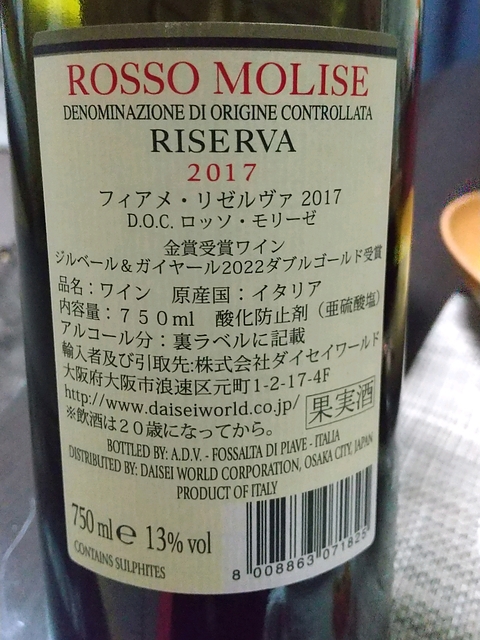 ROSSO MOLISE
DENOMINAZIONE DI ORIGINE CONTROLLATA
RISERVA
2017
フィアメ・リゼルヴァ 2017
D.O.C. ロッソ・モリーゼ
金賞受賞ワイン
ジルベール＆ガイヤール2022ダブルゴールド受賞
品名：ワイン 原産国：イタリア
内容量：７５０ml 酸化防止剤（亜硫酸塩）
アルコール分：裏ラベルに記載
輸入者及び引取先:株式会社ダイセイワールド
大阪府大阪市浪速区元町1-2-17-4F
http://www.daiseiworld.co.jp/
果実酒
※飲酒は２０歳になってから。
BOTTLED BY: A.D.V. - FOSSALTA DI PIAVE - ITALIA
DISTRIBUTED BY: DAISEI WORLD CORPORATION, OSAKA CITY, JAPAN
PRODUCT OF ITALY
750 ml℮ 13% vol
CONTAINS SULPHITES
8 008863 071825